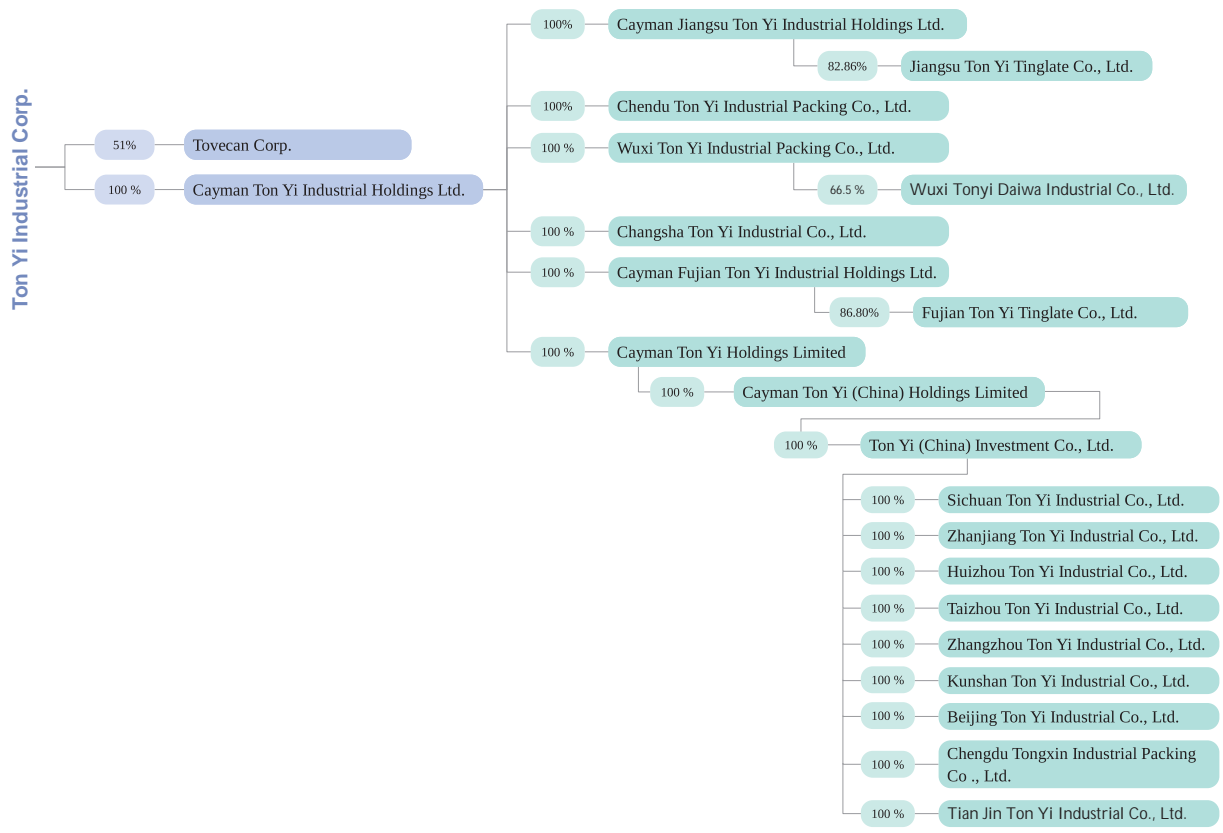 Ton Yi Industrial Corp.
51%
Tovecan Corp.
100 %
Cayman Ton Yi Industrial Holdings Ltd.
100%
Cayman Jiangsu Ton Yi Industrial Holdings Ltd.
82.86%
Jiangsu Ton Yi Tinglate Co., Ltd.
100%
Chendu Ton Yi Industrial Packing Co., Ltd.
100 %
Wuxi Ton Yi Industrial Packing Co., Ltd.
66.5 %
Wuxi Tonyi Daiwa Industrial Co., Ltd.
100 %
Changsha Ton Yi Industrial Co., Ltd.
100 %
Cayman Fujian Ton Yi Industrial Holdings Ltd.
86.80%
Fujian Ton Yi Tinglate Co., Ltd.
100 %
Cayman Ton Yi Holdings Limited
100 %
Cayman Ton Yi (China) Holdings Limited
100 %
Ton Yi (China) Investment Co., Ltd.
100 %
Sichuan Ton Yi Industrial Co., Ltd.
100 %
Zhanjiang Ton Yi Industrial Co., Ltd.
100 %
Huizhou Ton Yi Industrial Co., Ltd.
100 %
Taizhou Ton Yi Industrial Co., Ltd.
100 %
Zhangzhou Ton Yi Industrial Co., Ltd.
100 %
Kunshan Ton Yi Industrial Co., Ltd.
100 %
Beijing Ton Yi Industrial Co., Ltd.
100 %
Chengdu Tongxin Industrial Packing
Co ., Ltd.
100 %
Tian Jin Ton Yi Industrial Co., Ltd.